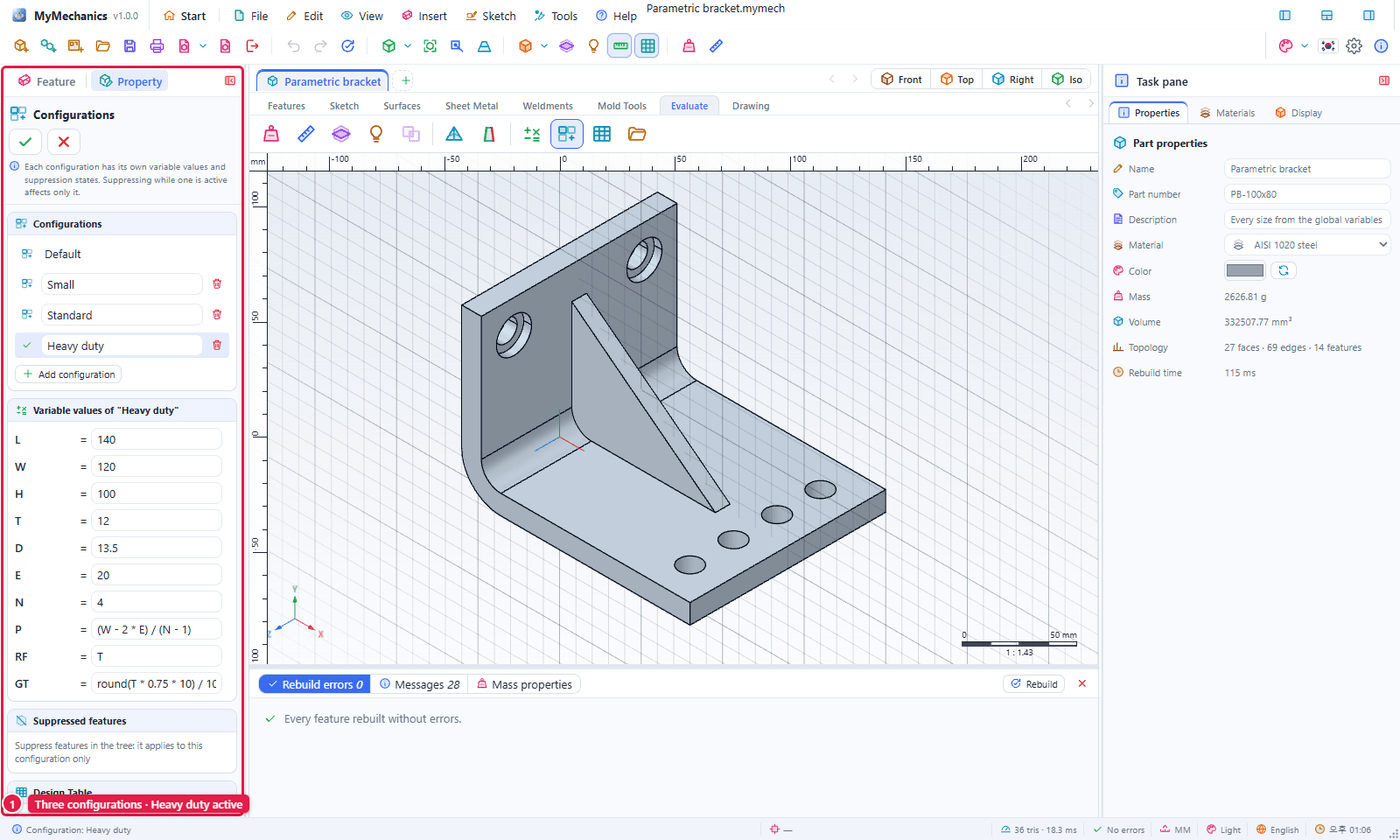 MyMechanics v1.0.0
Start
File
Edit
View
Insert
Sketch
Tools
Help
Parametric bracket.mymech
Feature
Property
Configurations
Each configuration has its own variable values and
suppression states. Suppressing while one is active
affects only it.
Configurations
Default
Small
Standard
Heavy duty
Add configuration
Variable values of "Heavy duty"
L = 140
W = 120
H = 100
T = 12
D = 13.5
E = 20
N = 4
P = (W - 2 * E) / (N - 1)
RF = T
GT = round(T * 0.75 * 10) / 10
Suppressed features
Suppress features in the tree: it applies to this
configuration only
Design Table
1 Three configurations · Heavy duty active
Parametric bracket
Front
Top
Right
Iso
Features
Sketch
Surfaces
Sheet Metal
Weldments
Mold Tools
Evaluate
Drawing
mm
-100
-50
0
50
100
150
200
100
50
0
50
100
Y
X
Z
0 50 mm
1 : 1.43
Rebuild errors 0
Messages 28
Mass properties
Rebuild
Every feature rebuilt without errors.
Task pane
Properties
Materials
Display
Part properties
Name Parametric bracket
Part number PB-100x80
Description Every size from the global variables
Material AISI 1020 steel
Color
Mass 2626.81 g
Volume 332507.77 mm³
Topology 27 faces · 69 edges · 14 features
Rebuild time 115 ms
Configuration: Heavy duty
—
36 tris · 18.3 ms
No errors
MM
Light
English
오후 01:06